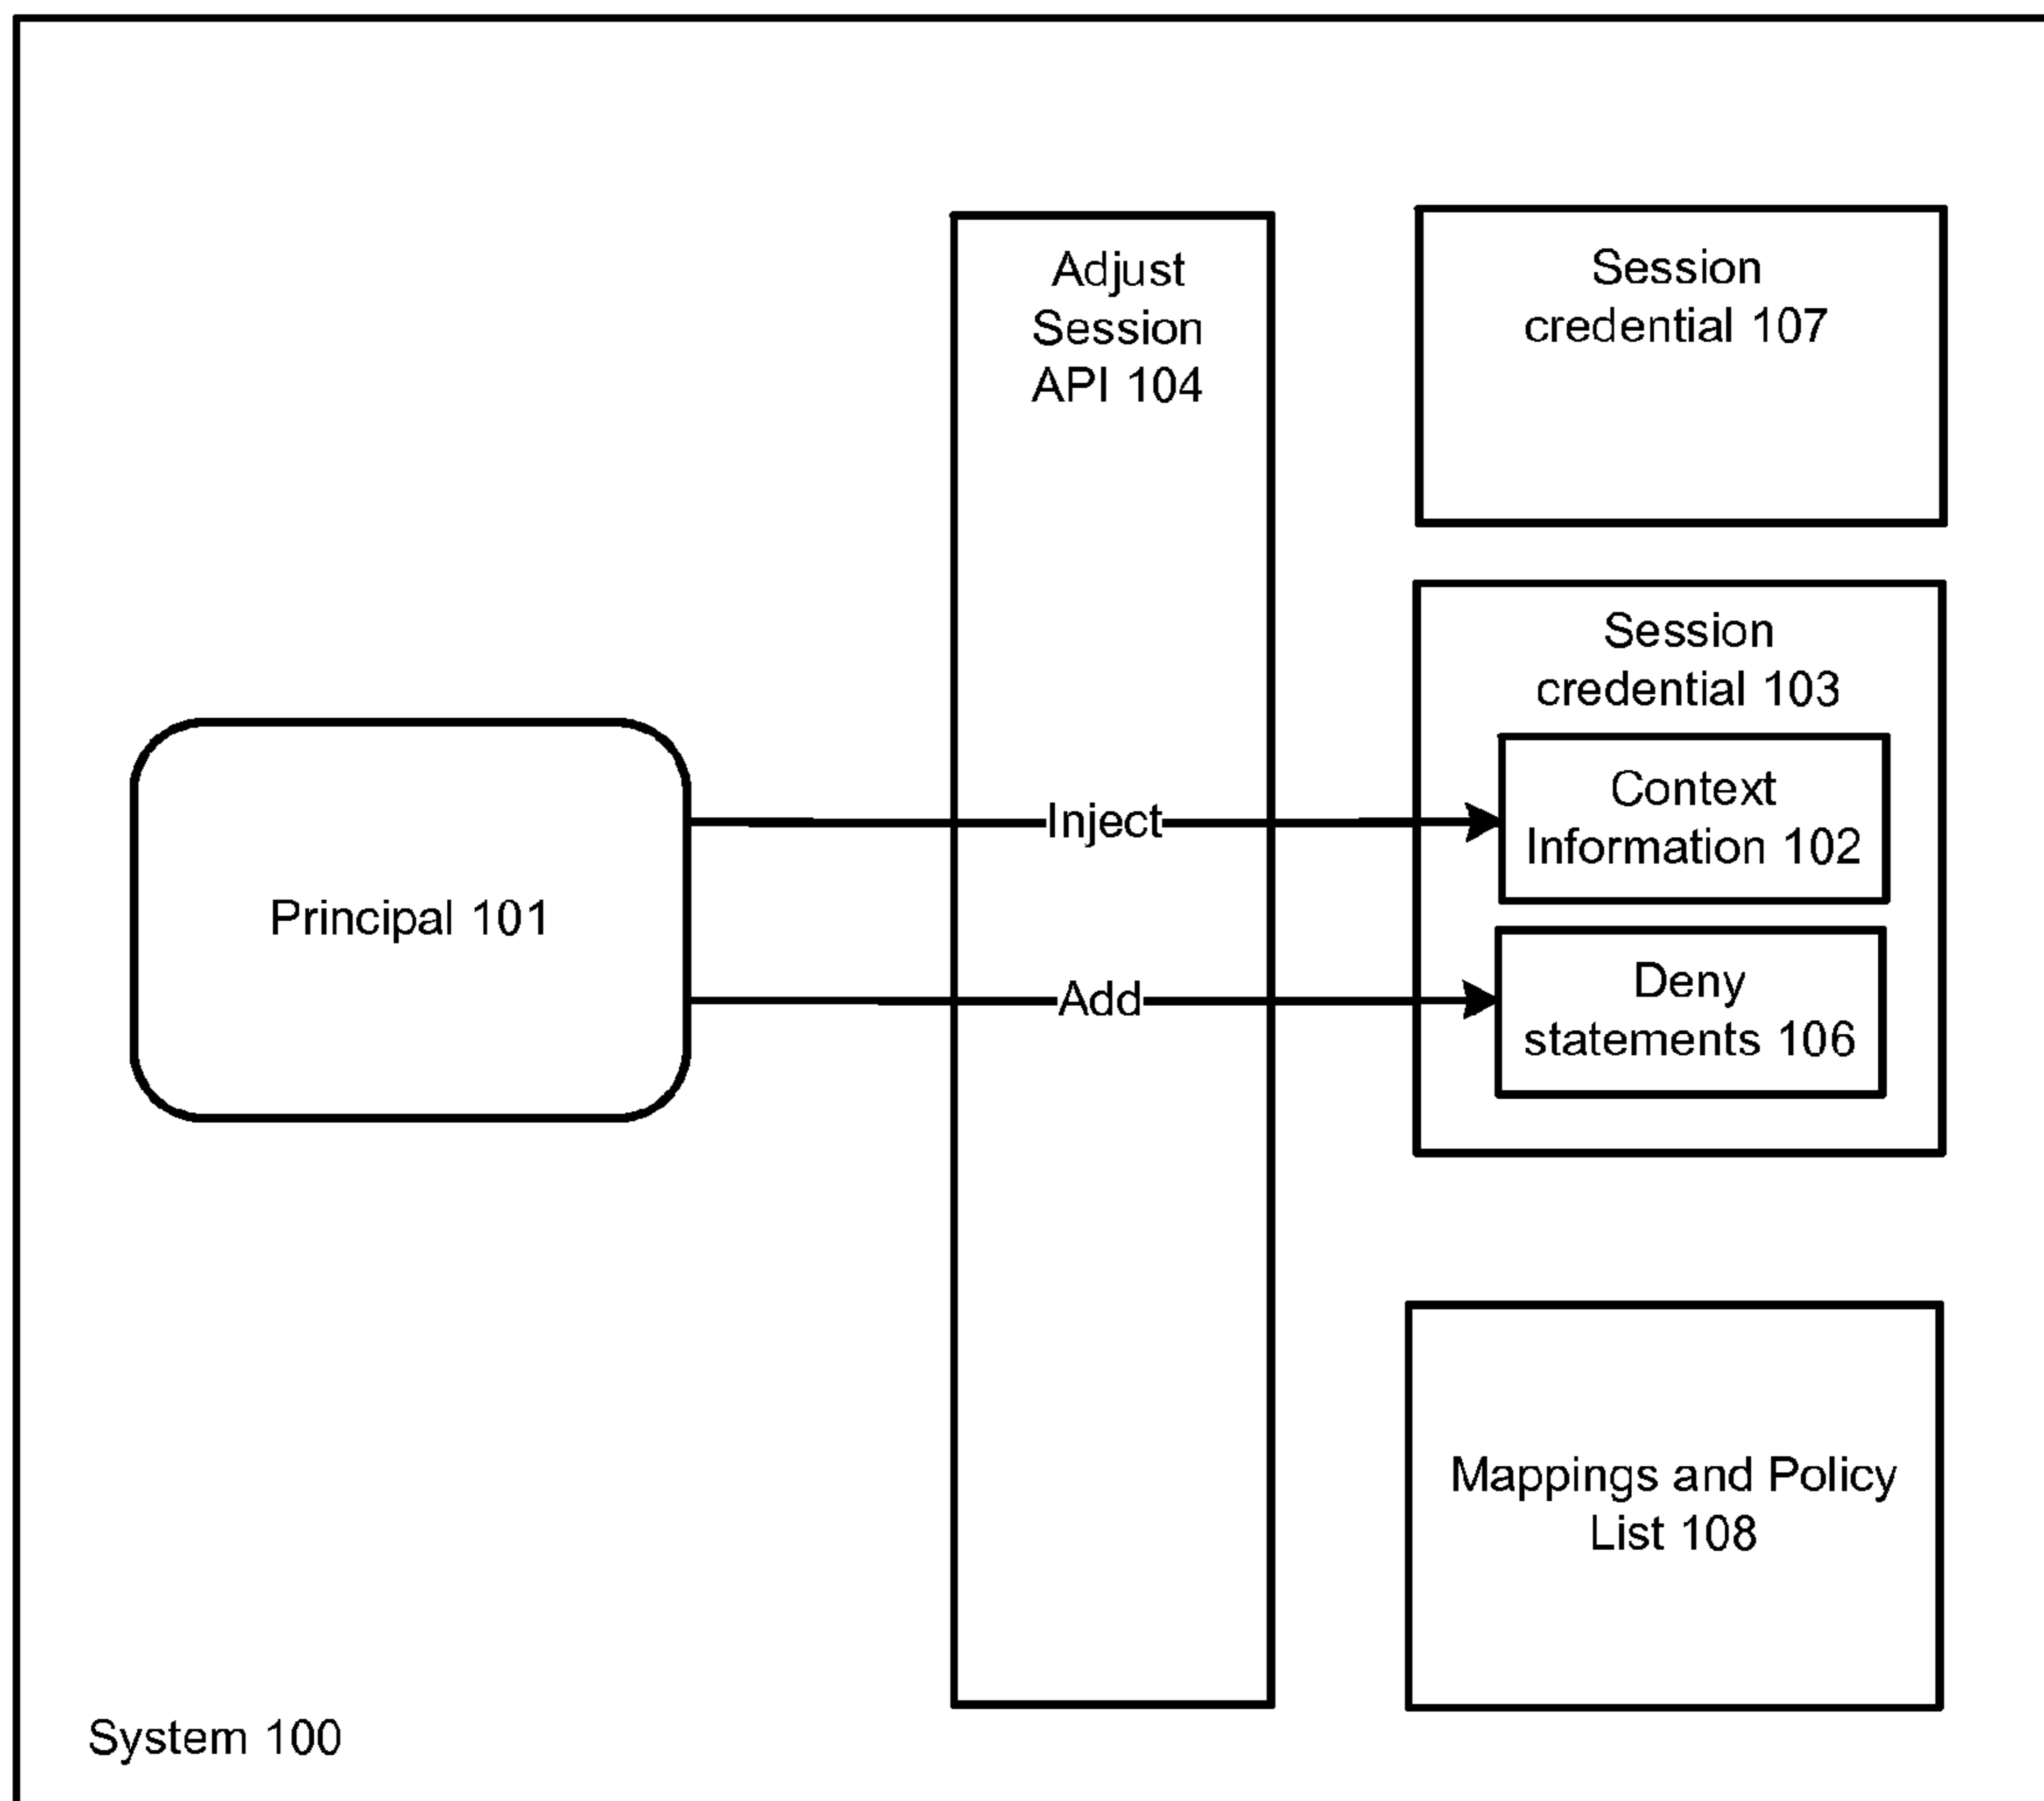 Adjust
Session
API 104
Session
credential 107
Session
credential 103
Inject
Context
Information 102
Principal 101
Add
Deny
statements 106
Mappings and Policy
List 108
System 100